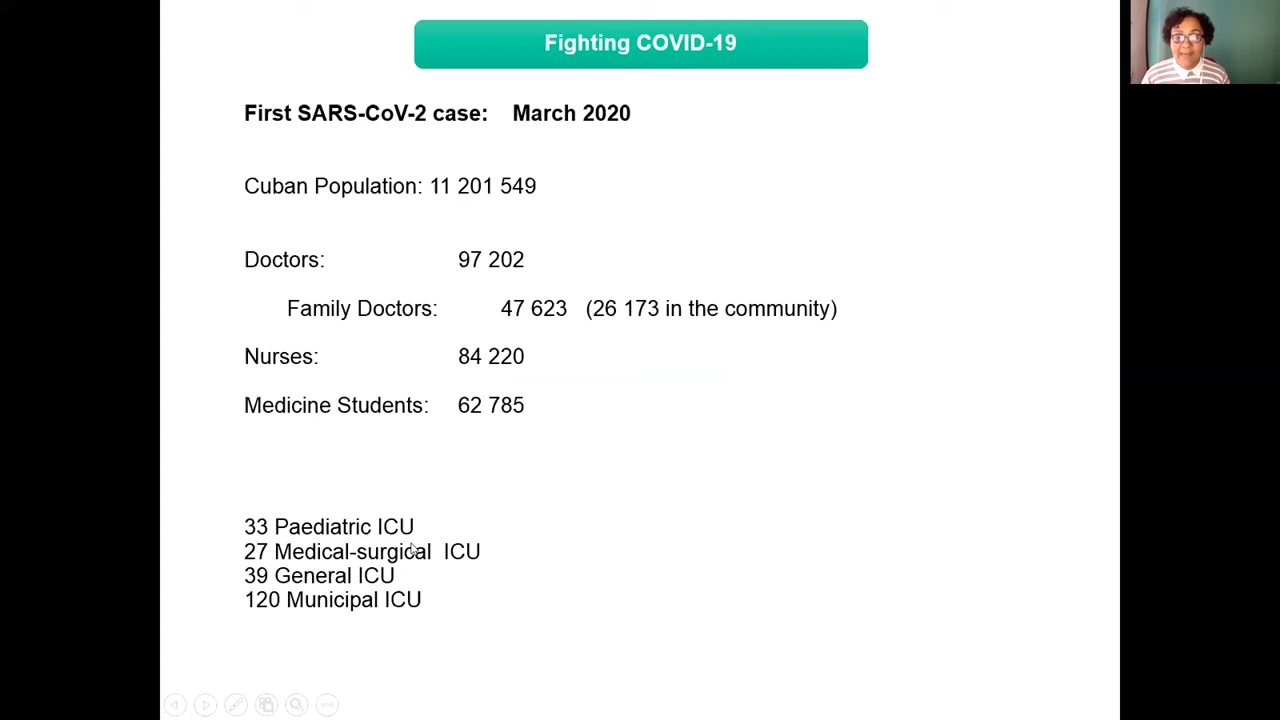 Fighting COVID-19
First SARS-CoV-2 case: March 2020
Cuban Population: 11 201 549
Doctors: 97 202
Family Doctors: 47 623 (26 173 in the community)
Nurses: 84 220
Medicine Students: 62 785
33 Paediatric ICU
27 Medical-surgical ICU
39 General ICU
120 Municipal ICU